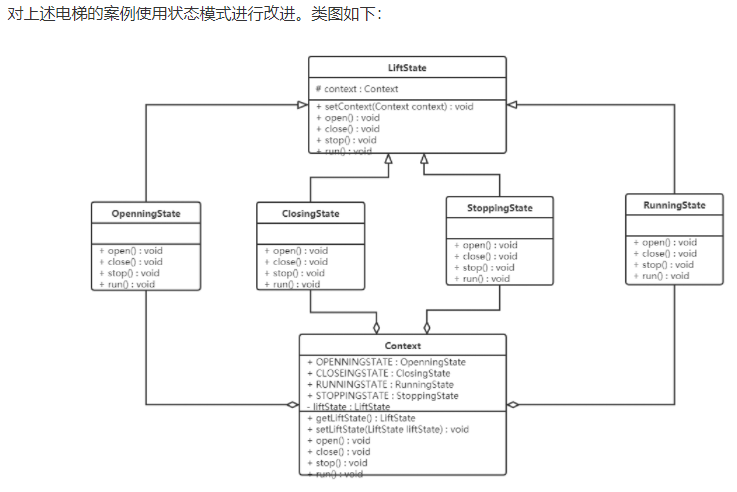 对上述电梯的案例使用状态模式进行改进。类图如下：
LiftState
# context : Context
+ setContext(Context context) : void
+ open() : void
+ close() : void
+ stop() : void
+ run() : void
OpenningState
+ open() : void
+ close() : void
+ stop() : void
+ run() : void
ClosingState
+ open() : void
+ close() : void
+ stop() : void
+ run() : void
StoppingState
+ open() : void
+ close() : void
+ stop() : void
+ run() : void
RunningState
+ open() : void
+ close() : void
+ stop() : void
+ run() : void
Context
+ OPENNINGSTATE : OpenningState
+ CLOSEINGSTATE : ClosingState
+ RUNNINGSTATE : RunningState
+ STOPPINGSTATE : StoppingState
- liftState : LiftState
+ getLiftState() : LiftState
+ setLiftState(LiftState liftState) : void
+ open() : void
+ close() : void
+ stop() : void
+ run() : void